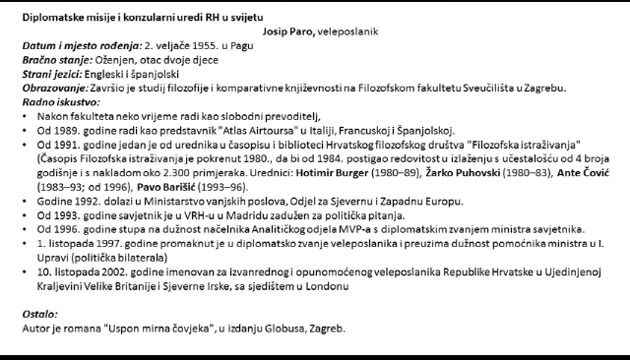 Diplomatske misije i konzularni uredi RH u svijetu
Josip Paro, veleposlanik
Datum i mjesto rođenja: 2. veljače 1955. u Pagu
Bračno stanje: Oženjen, otac dvoje djece
Strani jezici: Engleski i španjolski
Obrazovanje: Završio je studij filozofije i komparativne književnosti na Filozofskom fakultetu Sveučilišta u Zagrebu.
Radno iskustvo:
• Nakon fakulteta neko vrijeme radi kao slobodni prevoditelj,
• Od 1989. godine radi kao predstavnik "Atlas Airtoursa" u Italiji, Francuskoj i Španjolskoj.
• Od 1991. godine jedan je od urednika u časopisu i biblioteci Hrvatskog filozofskog društva "Filozofska istraživanja"
(Časopis Filozofska istraživanja je pokrenut 1980., da bi od 1984. postigao redovitost u izlaženju s učestalošću od 4 broja
godišnje i s nakladom oko 2.300 primjeraka. Urednici: Hotimir Burger (1980–89), Žarko Puhovski (1980–83), Ante Čović
(1983–93; od 1996), Pavo Barišić (1993–96).
• Godine 1992. dolazi u Ministarstvo vanjskih poslova, Odjel za Sjevernu i Zapadnu Europu.
• Od 1993. godine savjetnik je u VRH-u u Madridu zadužen za politička pitanja.
• Od 1996. godine stupa na dužnost načelnika Analitičkog odjela MVP-a s diplomatskim zvanjem ministra savjetnika.
• 1. listopada 1997. godine promaknut je u diplomatsko zvanje veleposlanika i preuzima dužnost pomoćnika ministra u I.
Upravi (politička bilaterala)
• 10. listopada 2002. godine imenovan za izvanrednog i opunomoćenog veleposlanika Republike Hrvatske u Ujedinjenoj
Kraljevini Velike Britanije i Sjeverne Irske, sa sjedištem u Londonu
Ostalo:
Autor je romana "Uspon mirna čovjeka", u izdanju Globusa, Zagreb.